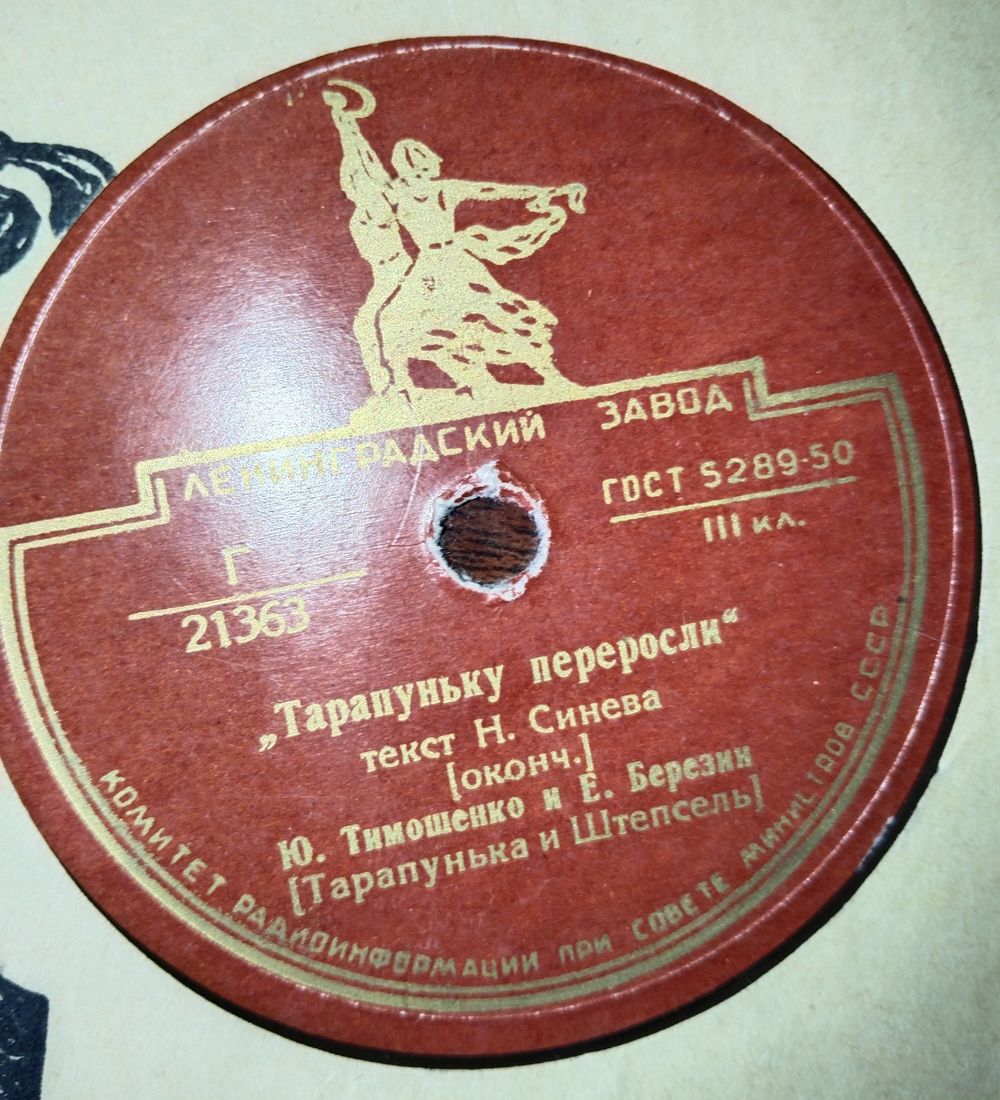 ЛЕНИНГРАДСКИЙ ЗАВОД
ГОСТ 5289-50
III кл.
Г
21363
„Тарапуньку переросли“
текст Н. Синева
[оконч.]
Ю. Тимошенко и Е. Березин
[Тарапунька и Штепсель]
КОМИТЕТ РАДИОИНФОРМАЦИИ ПРИ СОВЕТЕ МИНИСТРОВ СССР